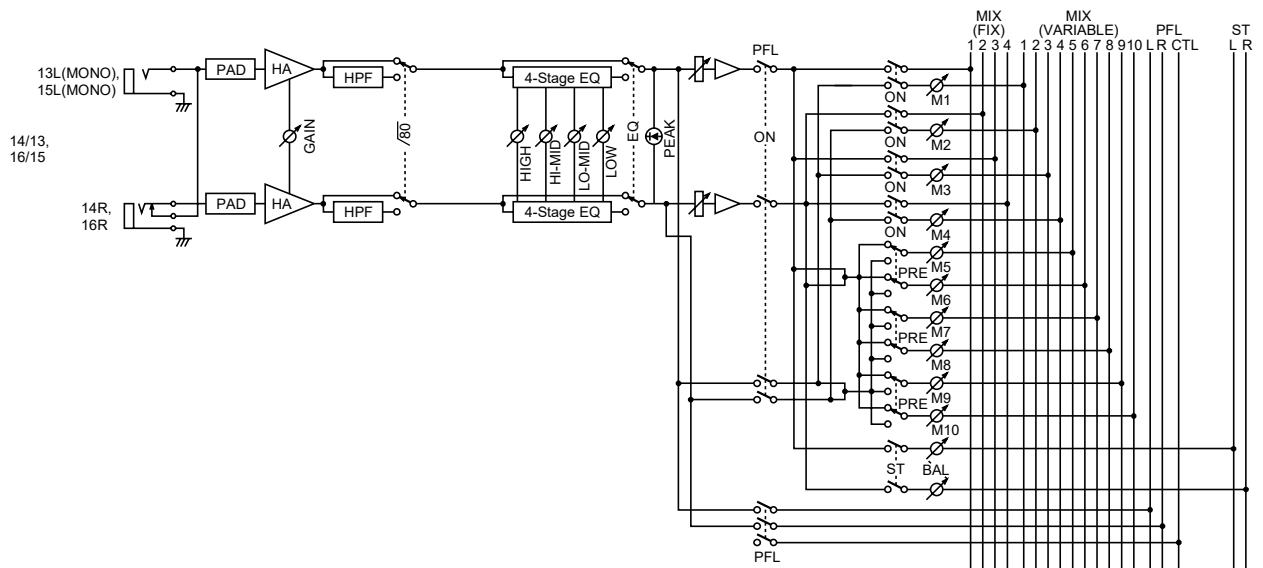 MIX
(FIX)
MIX
(VARIABLE)
PFL
ST
1 2 3 4
1 2 3 4 5 6 7 8 9 10
L R CTL
L R
13L(MONO),
15L(MONO)
14/13,
16/15
14R,
16R
PAD
HA
HPF
GAIN
PAD
HA
HPF
/80
4-Stage EQ
HIGH
HI-MID
LO-MID
LOW
4-Stage EQ
EQ
PEAK
PFL
ON
ON
M1
ON
M2
ON
M3
ON
M4
PRE
M5
M6
PRE
M7
M8
PRE
M9
M10
ST
BAL
PFL